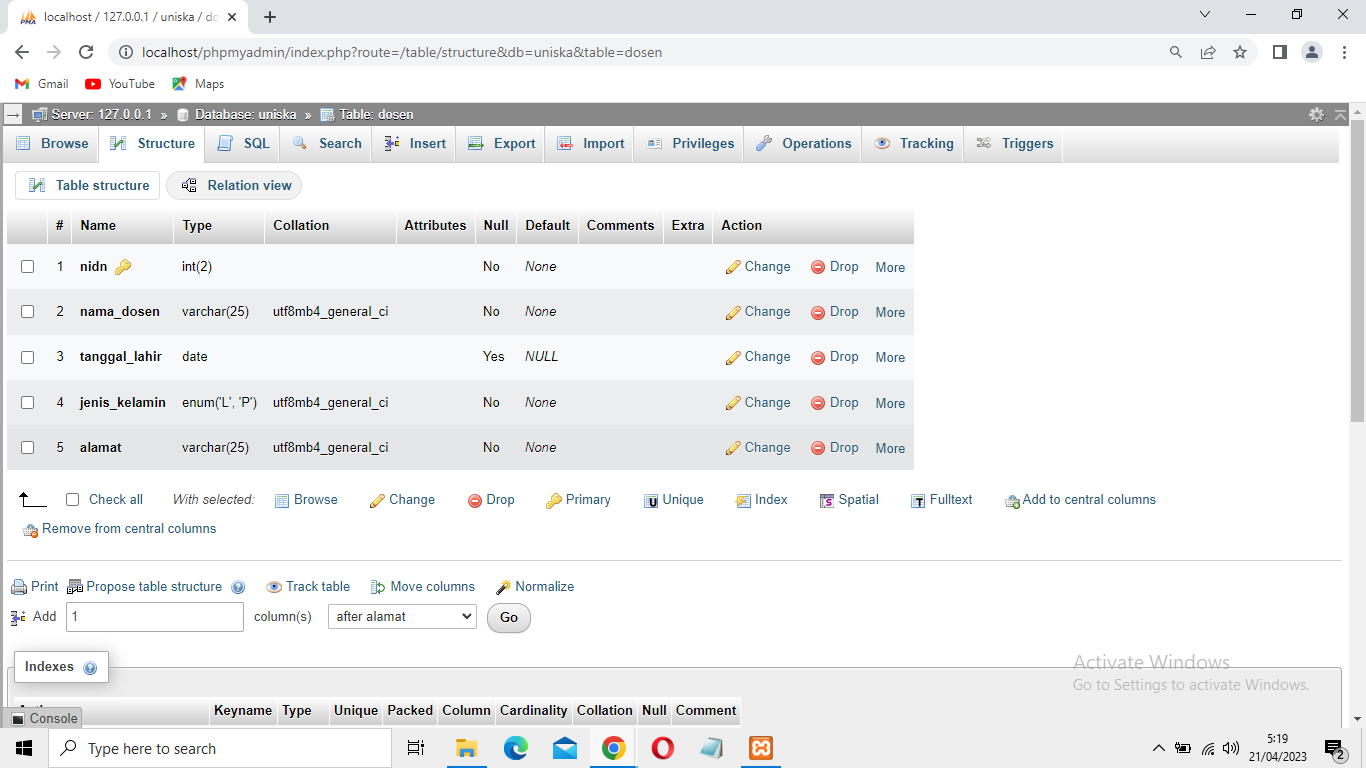 localhost / 127.0.0.1 / uniska / do
localhost/phpmyadmin/index.php?route=/table/structure&db=uniska&table=dosen
Gmail YouTube Maps
Server: 127.0.0.1 » Database: uniska » Table: dosen
Browse Structure SQL Search Insert Export Import Privileges Operations Tracking Triggers
Table structure Relation view
# Name Type Collation Attributes Null Default Comments Extra Action
1 nidn int(2) No None Change Drop More
2 nama_dosen varchar(25) utf8mb4_general_ci No None Change Drop More
3 tanggal_lahir date Yes NULL Change Drop More
4 jenis_kelamin enum('L', 'P') utf8mb4_general_ci No None Change Drop More
5 alamat varchar(25) utf8mb4_general_ci No None Change Drop More
Check all With selected: Browse Change Drop Primary Unique Index Spatial Fulltext Add to central columns
Remove from central columns
Print Propose table structure Track table Move columns Normalize
Add 1 column(s) after alamat Go
Indexes
Activate Windows
Go to Settings to activate Windows.
Keyname Type Unique Packed Column Cardinality Collation Null Comment
Console
Type here to search
5:19
21/04/2023
2